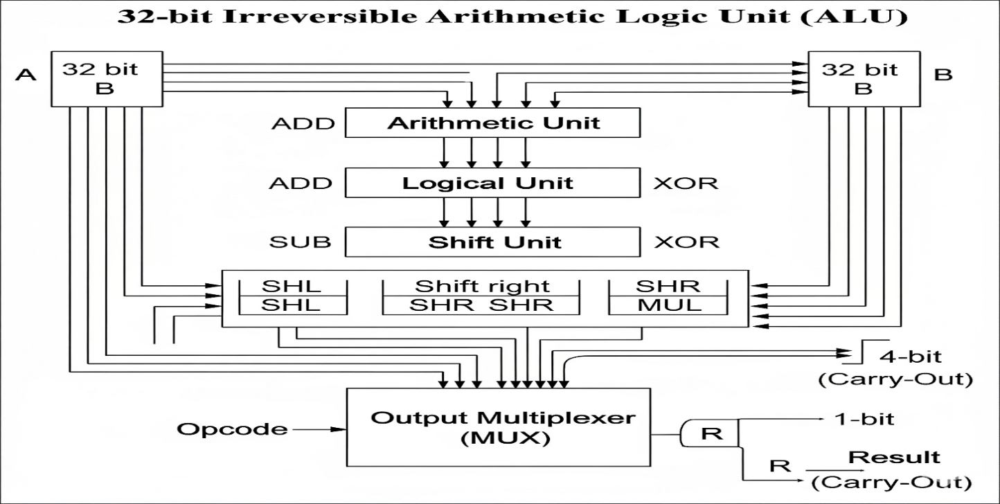 32-bit Irreversible Arithmetic Logic Unit (ALU)
A
32 bit
B
32 bit
B
B
ADD
Arithmetic Unit
ADD
Logical Unit
XOR
SUB
Shift Unit
XOR
SHL
Shift right
SHR
SHL
SHR SHR
MUL
4-bit
(Carry-Out)
Opcode
Output Multiplexer
(MUX)
R
1-bit
R
Result
(Carry-Out)